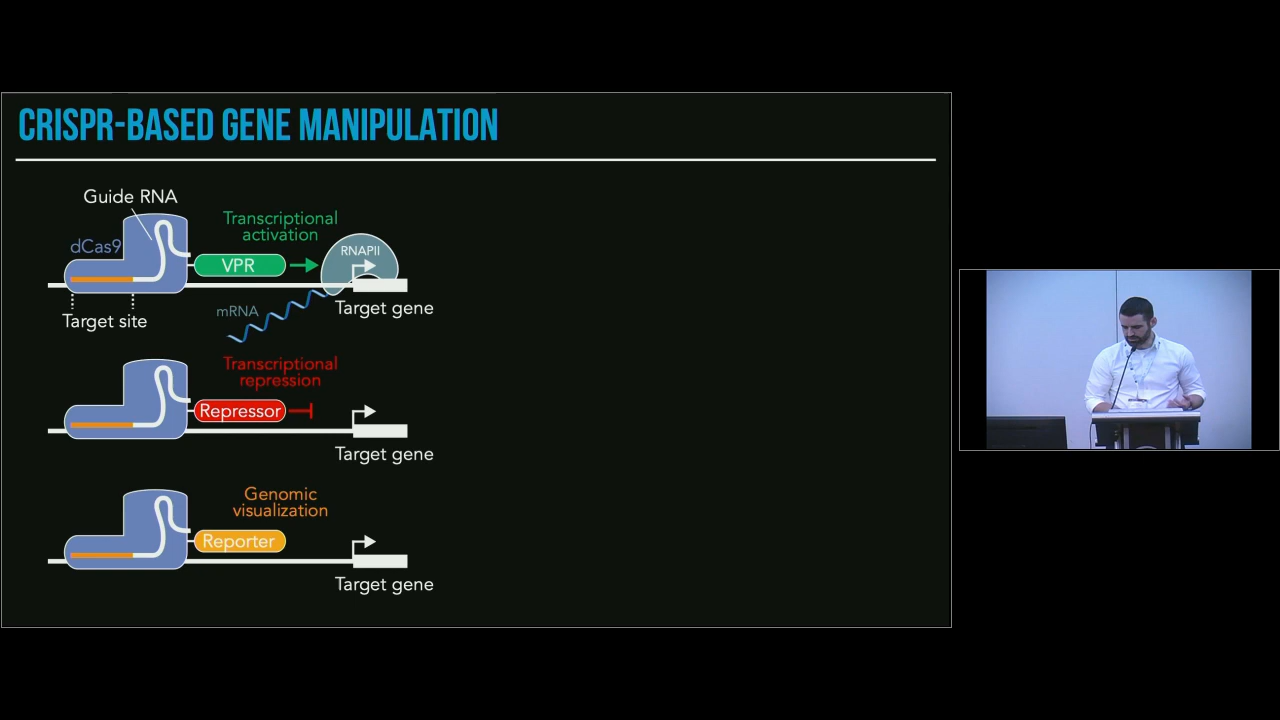 CRISPR-BASED GENE MANIPULATION
Guide RNA
dCas9
Transcriptional
activation
VPR
RNAPII
mRNA
Target gene
Target site
Transcriptional
repression
Repressor
Target gene
Genomic
visualization
Reporter
Target gene